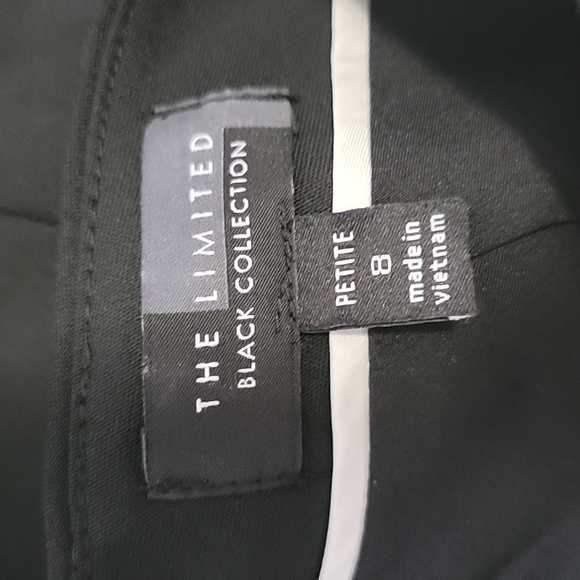 THE LIMITED
BLACK COLLECTION
PETITE
8
made in
vietnam